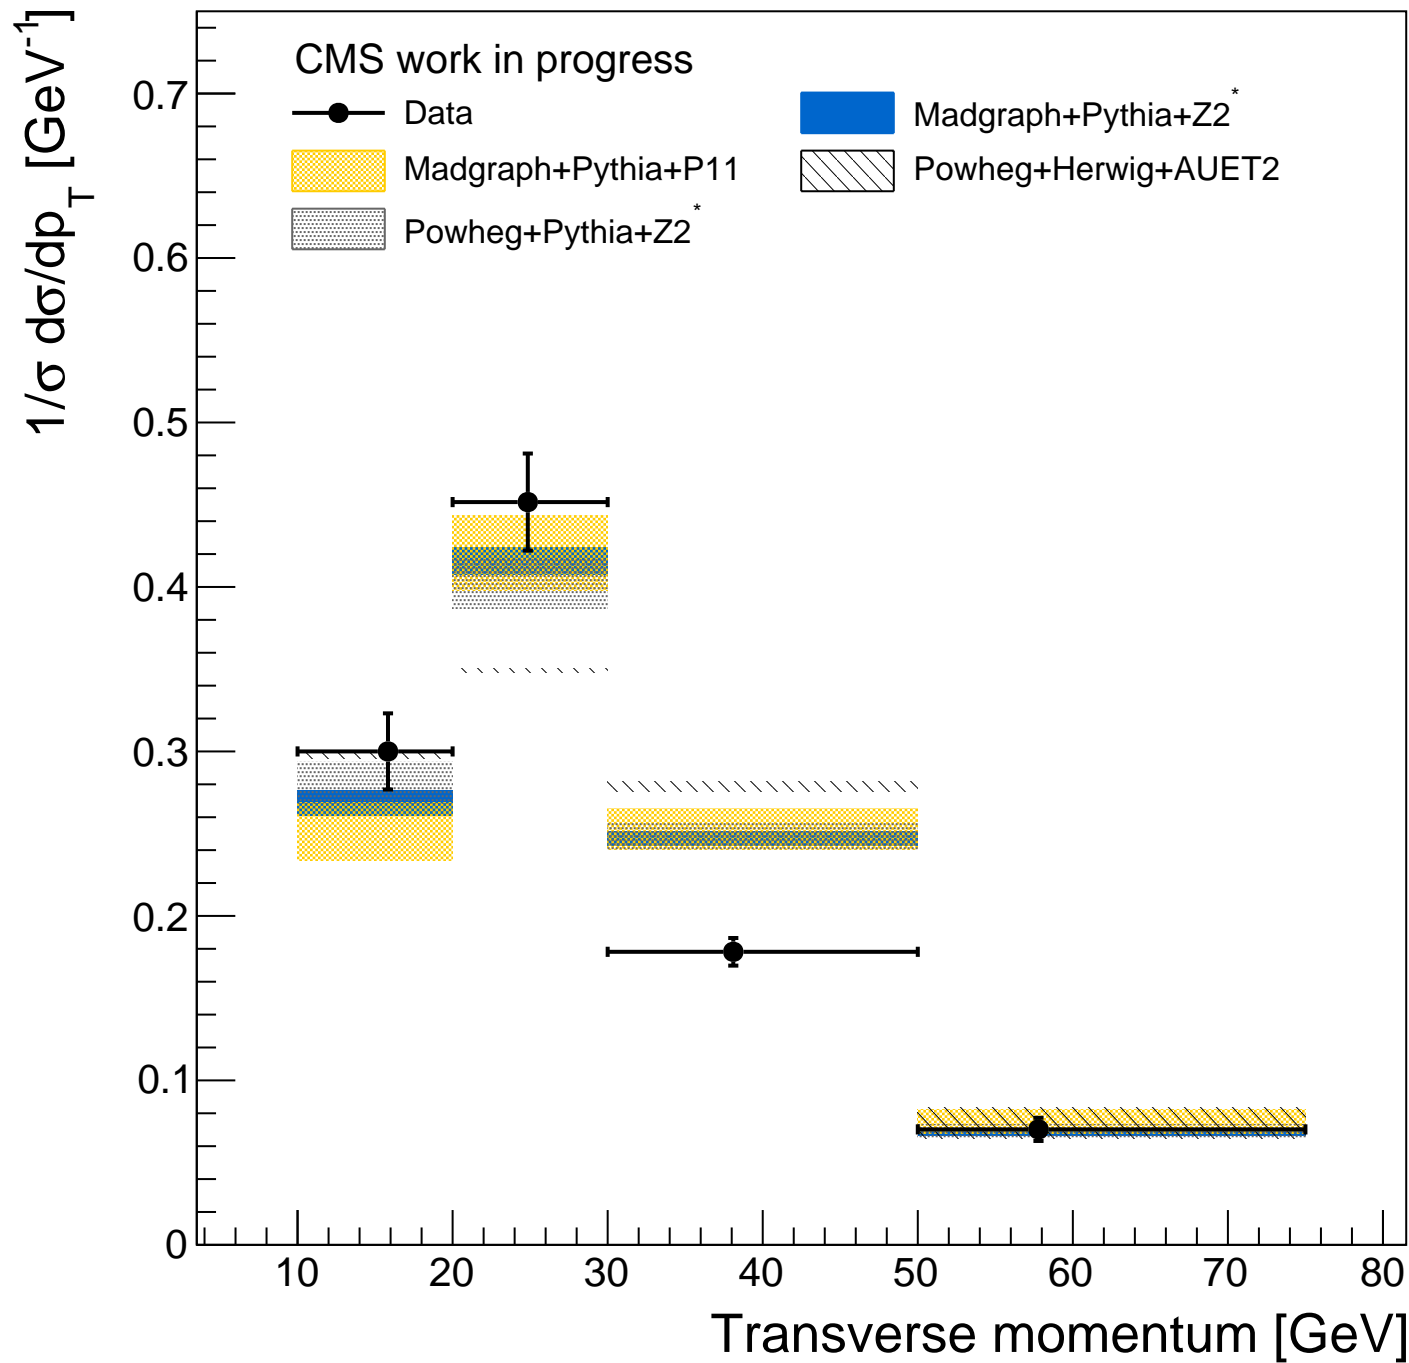 1/σ dσ/dp_T [GeV^-1]
CMS work in progress
Data
Madgraph+Pythia+Z2*
Madgraph+Pythia+P11
Powheg+Herwig+AUET2
Powheg+Pythia+Z2*
0.7
0.6
0.5
0.4
0.3
0.2
0.1
0
10 20 30 40 50 60 70 80
Transverse momentum [GeV]